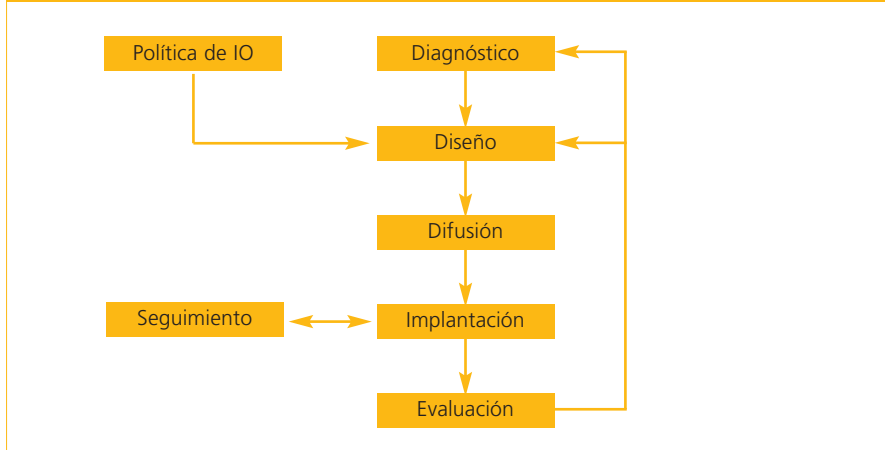 Política de IO
Diagnóstico
Diseño
Difusión
Seguimiento
Implantación
Evaluación